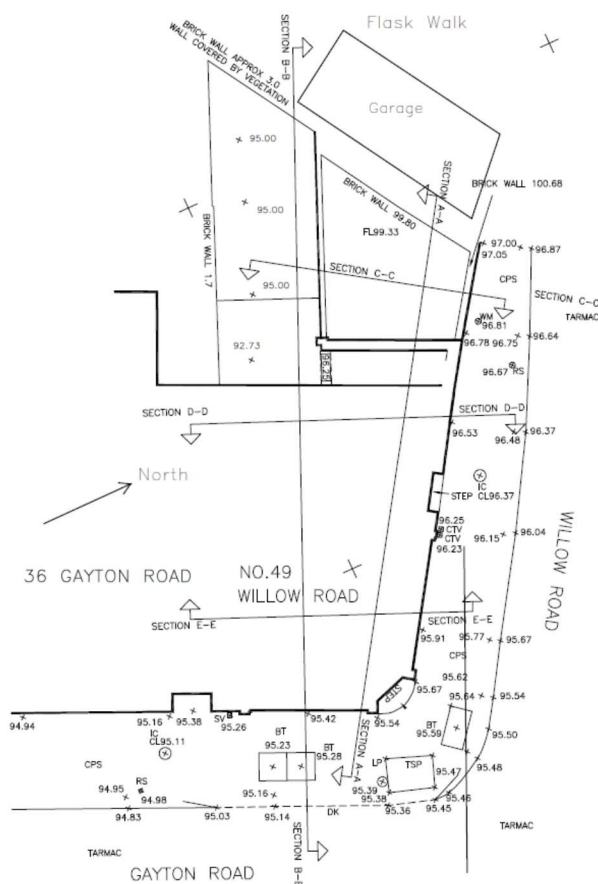 Flask Walk
BRICK WALL APPROX 3.0
WALL COVERED BY VEGETATION
SECTION B-B
Garage
95.00
SECTION A-A
BRICK WALL 100.68
BRICK WALL 99.80
95.00
FL99.33
BRICK WALL 1.7
97.00
97.05
96.87
SECTION C-C
CPS
95.00
SECTION C-C
WM
96.81
TARMAC
96.78
96.75
96.64
92.73
96.25
96.67
RS
SECTION D-D
SECTION D-D
96.53
96.48
96.37
North
IC
STEP CL96.37
96.25
CTV
CTV
96.23
96.15
96.04
WILLOW ROAD
36 GAYTON ROAD
NO.49
WILLOW ROAD
SECTION E-E
SECTION E-E
95.91
95.77
95.67
CPS
95.62
STEP
95.67
95.64
95.54
94.94
95.16
95.38
SV
95.26
95.42
95.54
BT
95.59
95.50
IC
CL95.11
BT
95.23
BT
95.28
SECTION A-A
LP
TSP
95.47
95.48
CPS
RS
94.95
94.98
95.16
95.39
95.38
95.46
94.83
95.03
95.14
DK
95.36
95.45
SECTION B-B
TARMAC
TARMAC
GAYTON ROAD